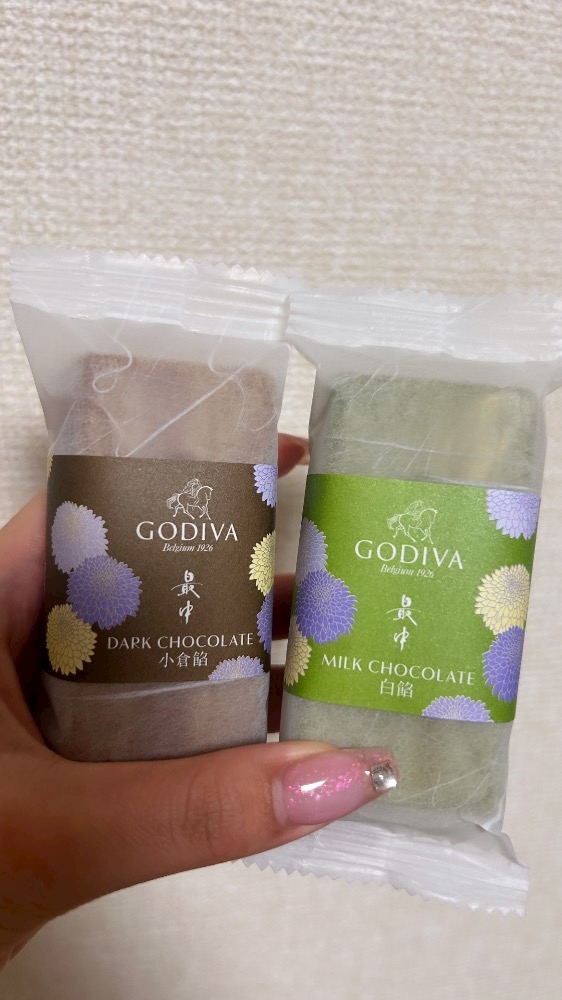 GODIVA
Belgium 1926
最中
DARK CHOCOLATE
小倉餡
GODIVA
Belgium 1926
最中
MILK CHOCOLATE
白餡